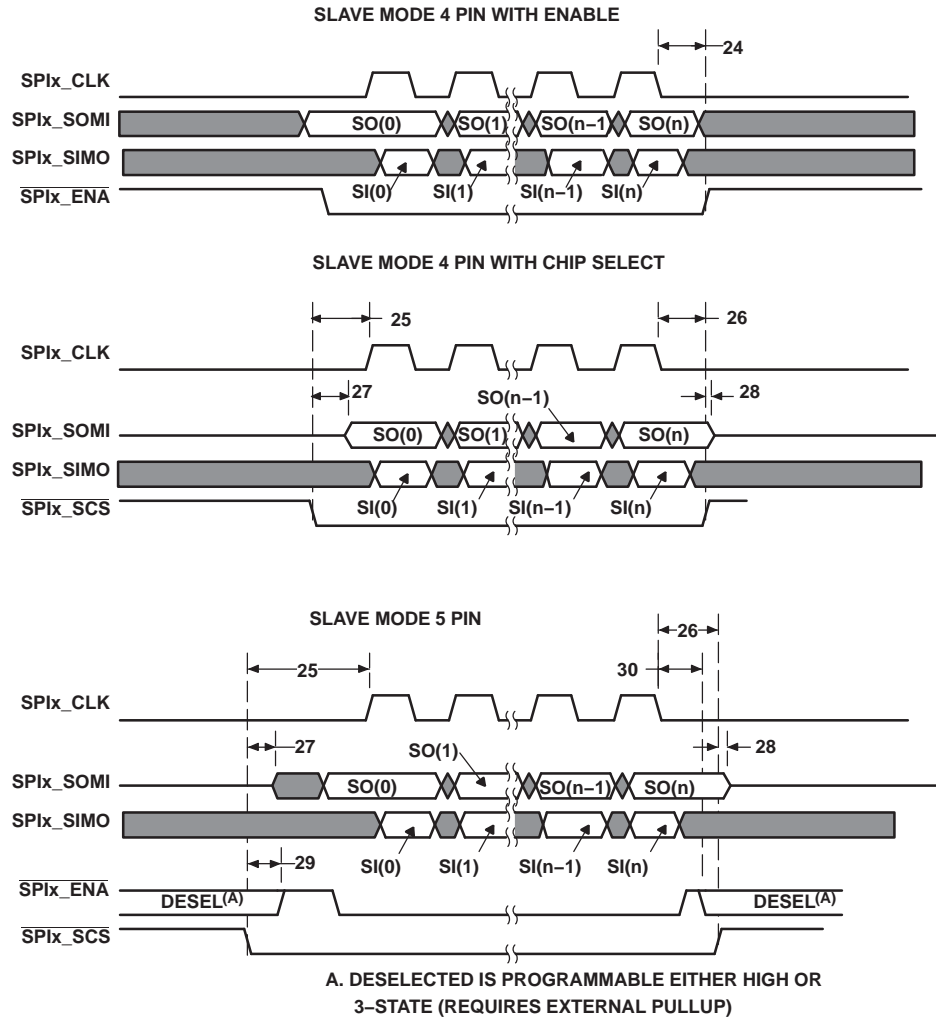 SLAVE MODE 4 PIN WITH ENABLE
24
SPIx_CLK
SPIx_SOMI
SO(0)
SO(1)
SO(n−1
SO(n)
SPIx_SIMO
SI(0)
SI(1)
SI(n−1)
SI(n)
SPIx_ENA
SLAVE MODE 4 PIN WITH CHIP SELECT
25
26
SPIx_CLK
27
SO(n−1)
28
SPIx_SOMI
SO(0)
SO(1)
SO(n)
SPIx_SIMO
SI(0)
SI(1)
SI(n−1)
SI(n)
SPIx_SCS
SLAVE MODE 5 PIN
26
25
30
SPIx_CLK
27
SO(1)
28
SPIx_SOMI
SO(0)
SO(n−1)
SO(n)
SPIx_SIMO
SI(0)
SI(1)
SI(n−1)
SI(n)
29
SPIx_ENA
DESEL(A)
DESEL(A)
SPIx_SCS
A. DESELECTED IS PROGRAMMABLE EITHER HIGH OR
3−STATE (REQUIRES EXTERNAL PULLUP)